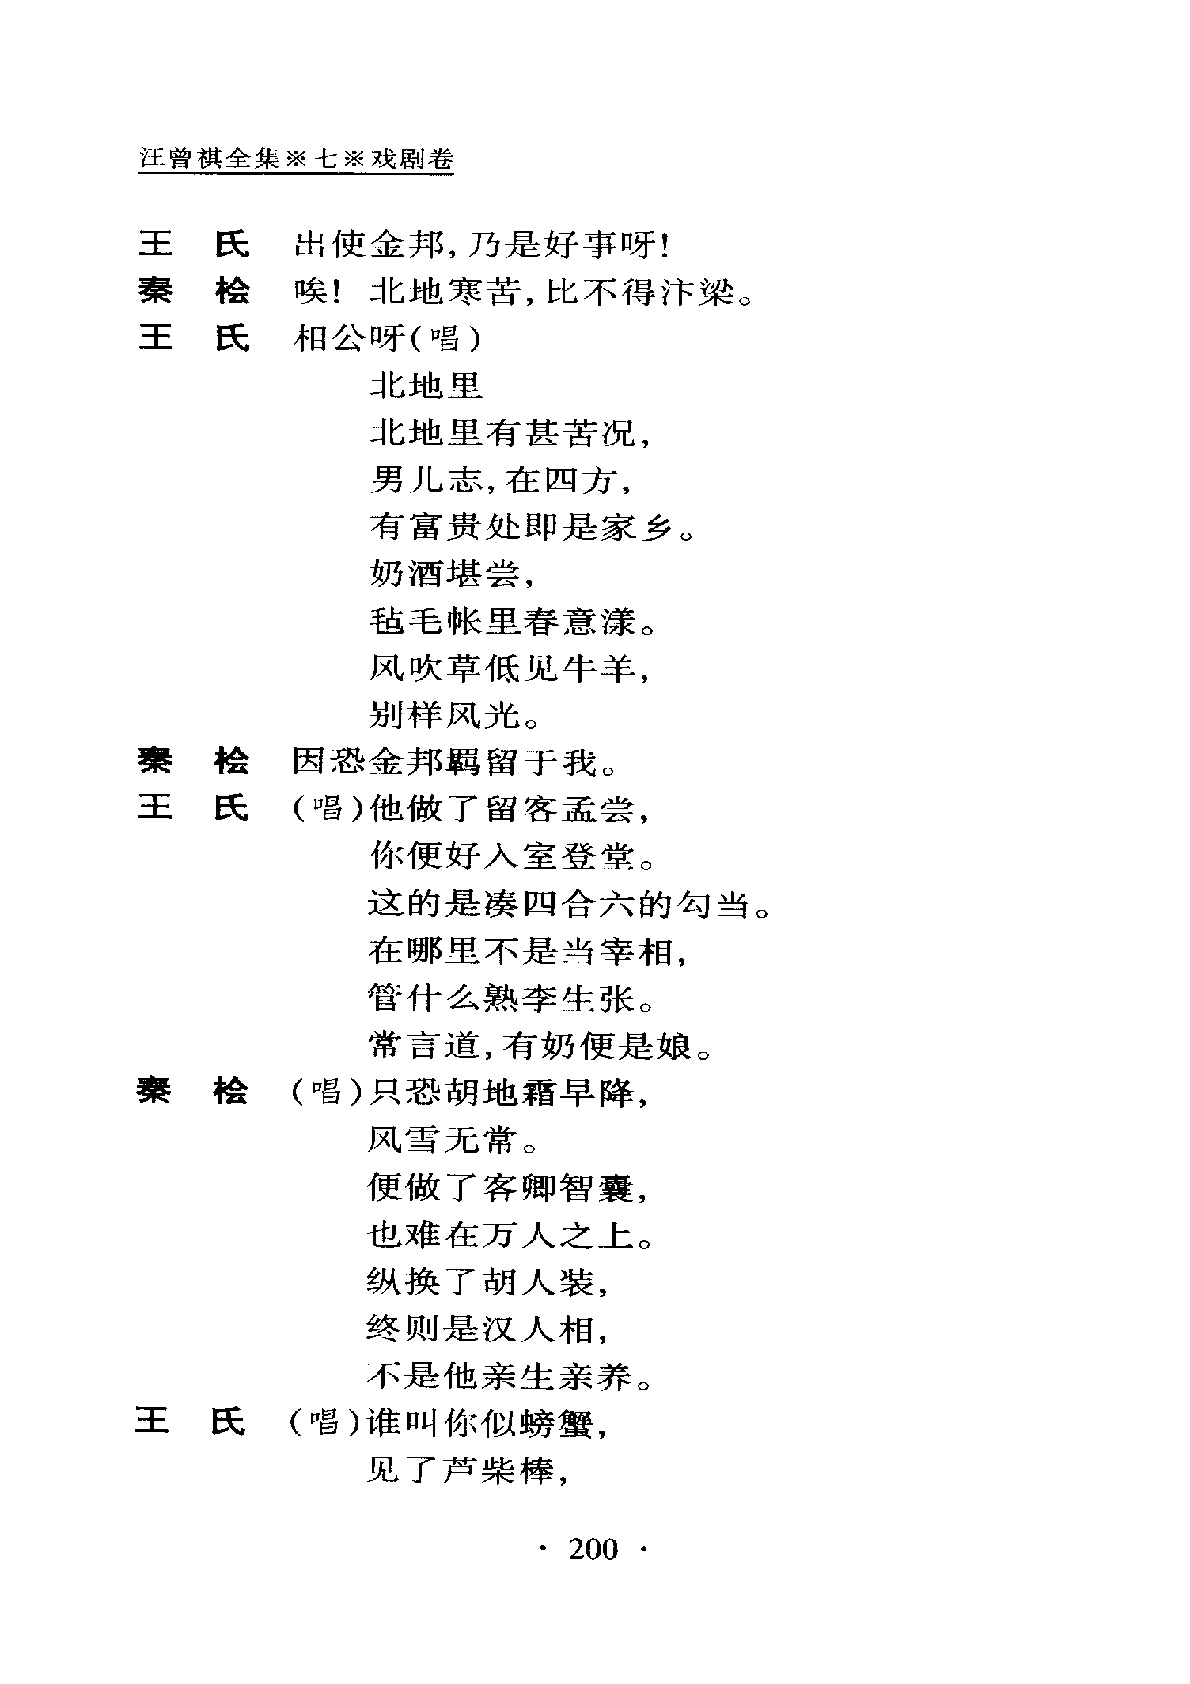 汪曾祺全集※七※戏剧卷
王　氏　出使金邦,乃是好事呀!
秦　桧　唉! 北地寒苦,比不得汴梁。
王　氏　相公呀(唱)
北地里
北地里有甚苦况,
男儿志,在四方,
有富贵处即是家乡。
奶酒堪尝,
毡毛帐里春意漾。
风吹草低见牛羊,
别样风光。
秦　桧　因恐金邦羁留于我。
王　氏　(唱)他做了留客孟尝,
你便好入室登堂。
这的是凑四合六的勾当。
在哪里不是当宰相,
管什么熟李生张。
常言道,有奶便是娘。
秦　桧　(唱)只恐胡地霜早降,
风雪无常。
便做了客卿智囊,
也难在万人之上。
纵换了胡人装,
终则是汉人相,
不是他亲生亲养。
王　氏　(唱)谁叫你似螃蟹,
见了芦柴棒,
· 200 ·